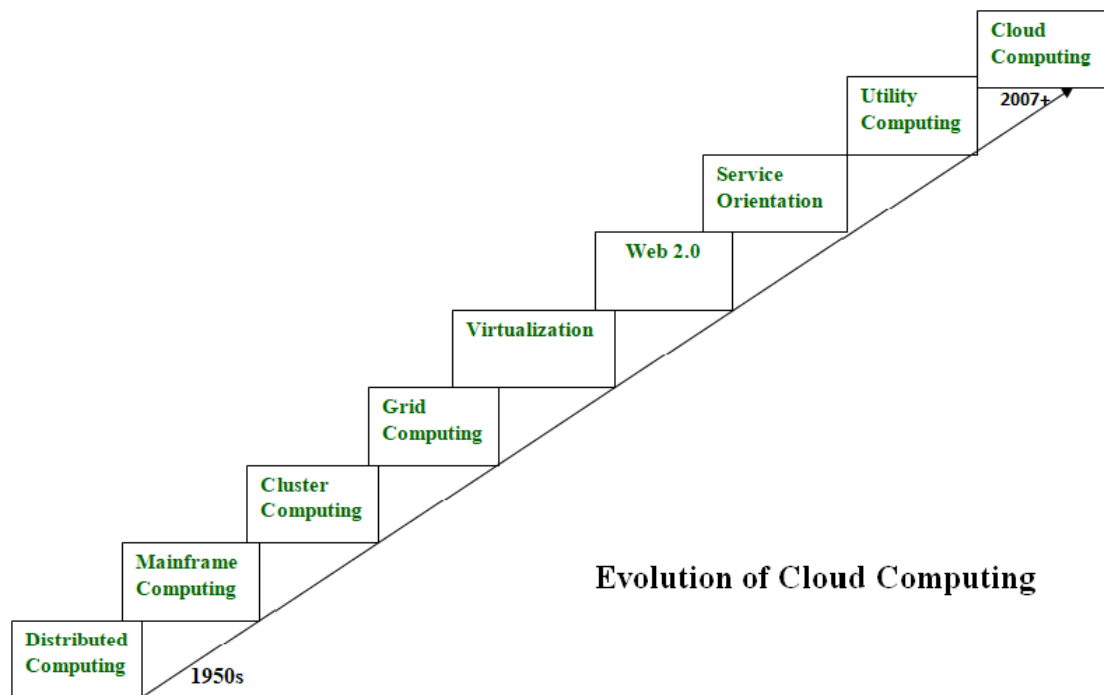 Cloud
Computing
2007+
Utility
Computing
Service
Orientation
Web 2.0
Virtualization
Grid
Computing
Cluster
Computing
Mainframe
Computing
Evolution of Cloud Computing
Distributed
Computing
1950s